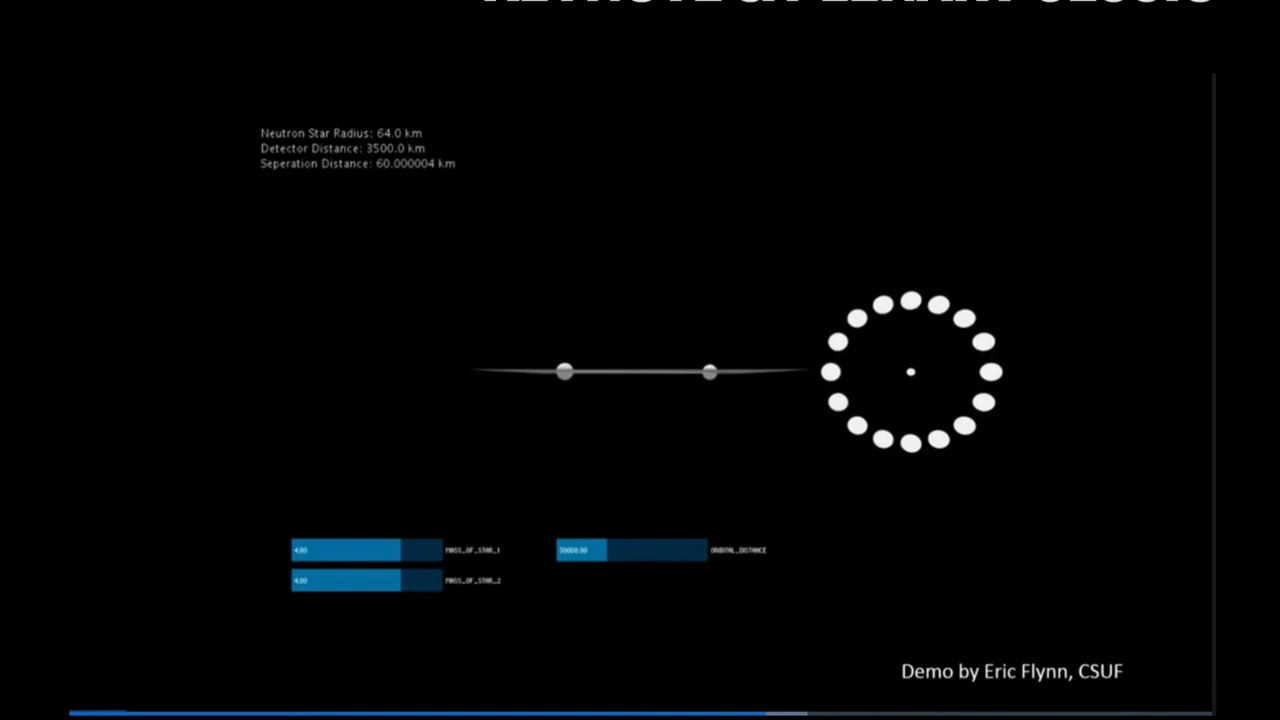 Neutron Star Radius: 64.0 km
Detector Distance: 3500.0 km
Seperation Distance: 60.000004 km
4.00 MASS_OF_STAR_1
30000.00 ORBITAL_DISTANCE
4.00 MASS_OF_STAR_2
Demo by Eric Flynn, CSUF